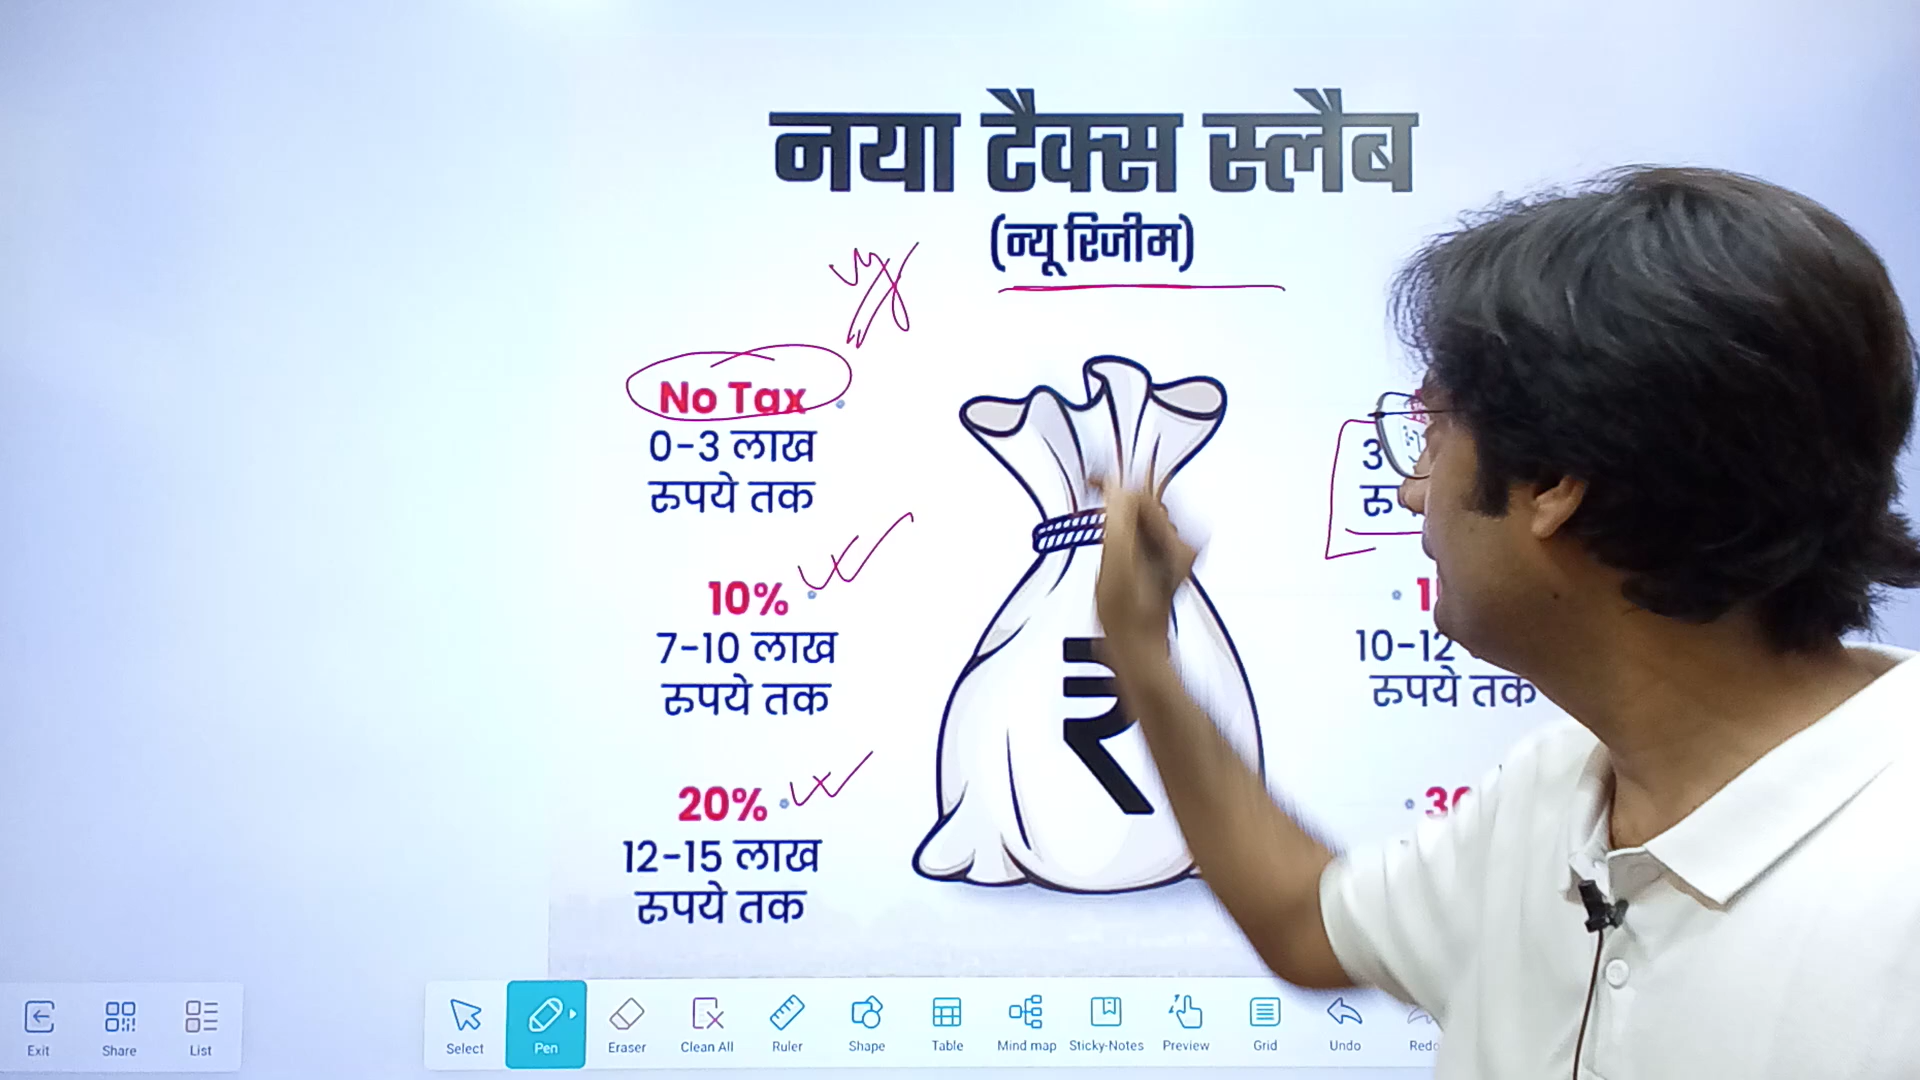 नया टैक्स स्लैब
(न्यू रिजीम)
No Tax
0-3 लाख
रुपये तक
10%
7-10 लाख
रुपये तक
20%
12-15 लाख
रुपये तक
₹
10-12
रुपये तक
Exit
Share
List
Select
Pen
Eraser
Clean All
Ruler
Shape
Table
Mind map
Sticky-Notes
Preview
Grid
Undo
Redo